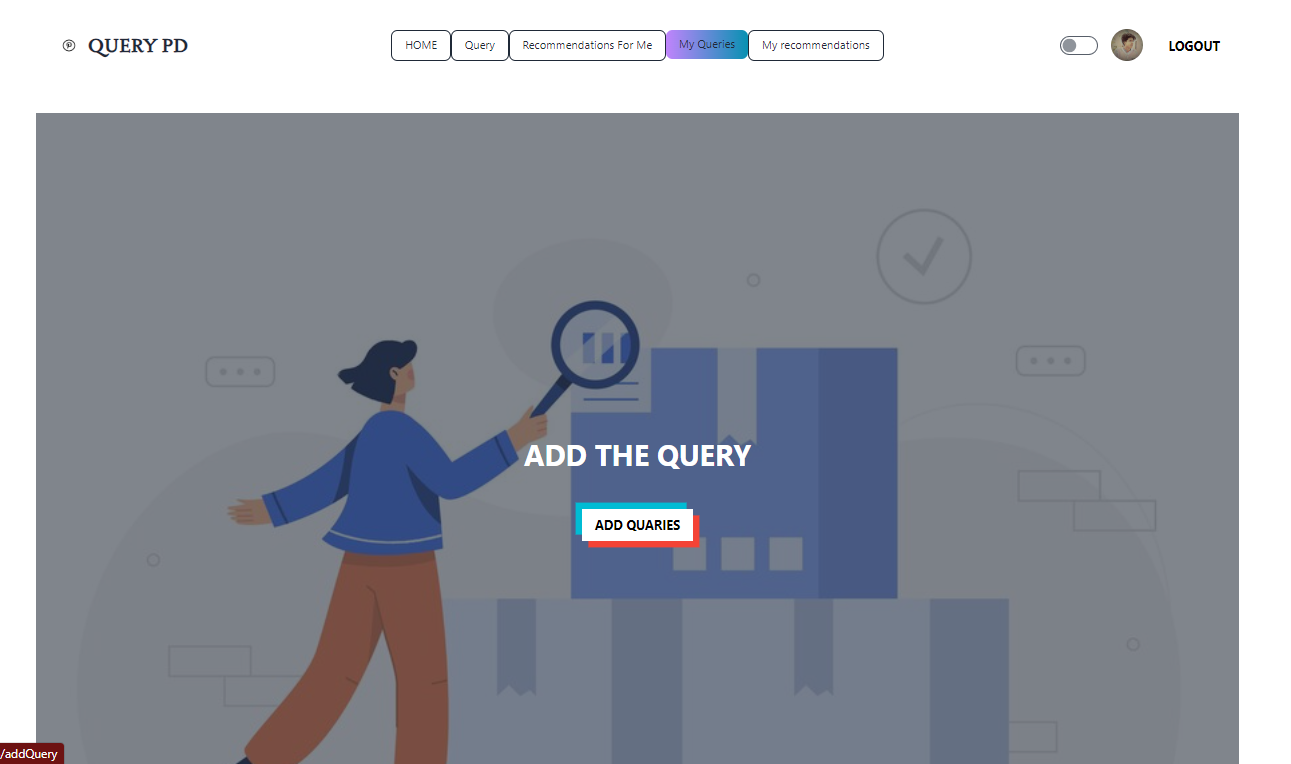 QUERY PD
HOME
Query
Recommendations For Me
My Queries
My recommendations
LOGOUT
ADD THE QUERY
ADD QUARIES
/addQuery